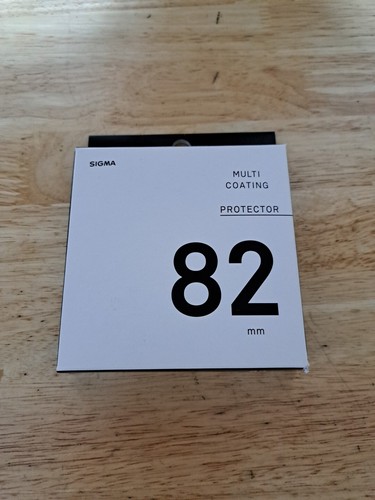 SIGMA
MULTI
COATING
PROTECTOR
82
mm